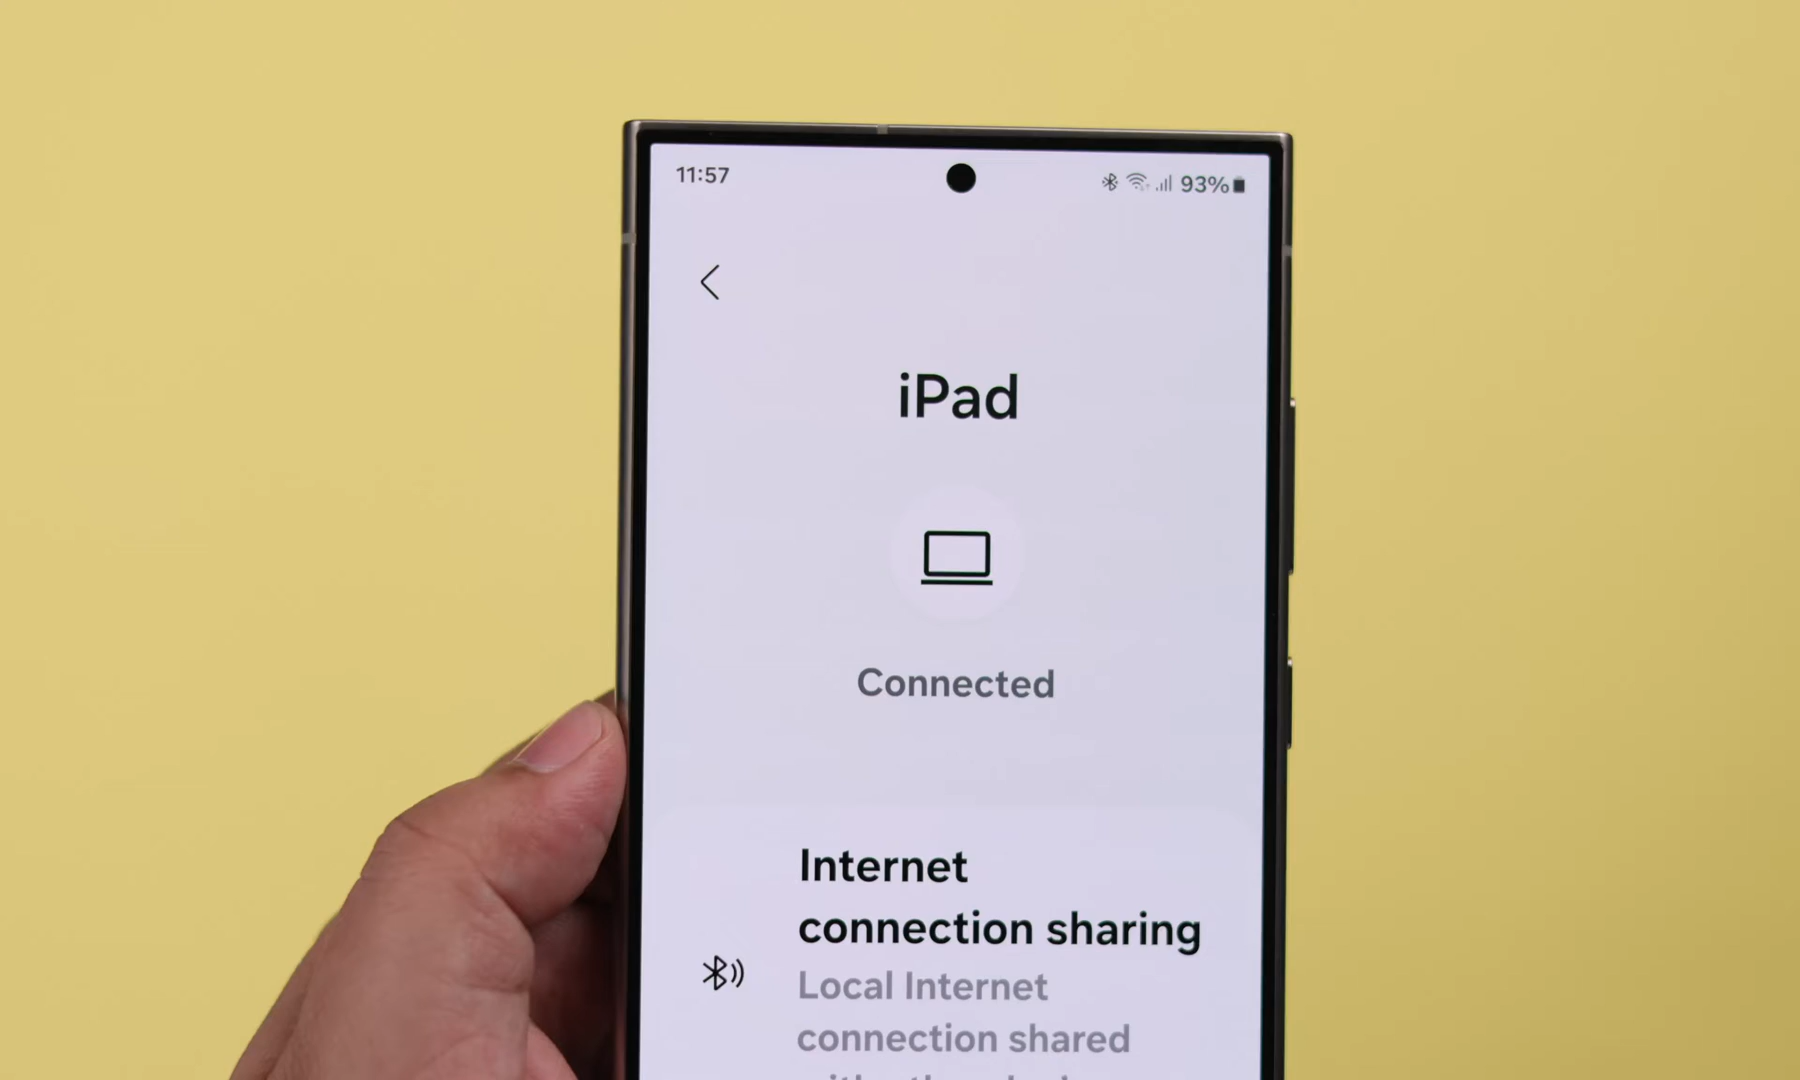 11:57
93%
iPad
Connected
Internet
connection sharing
Local Internet
connection shared